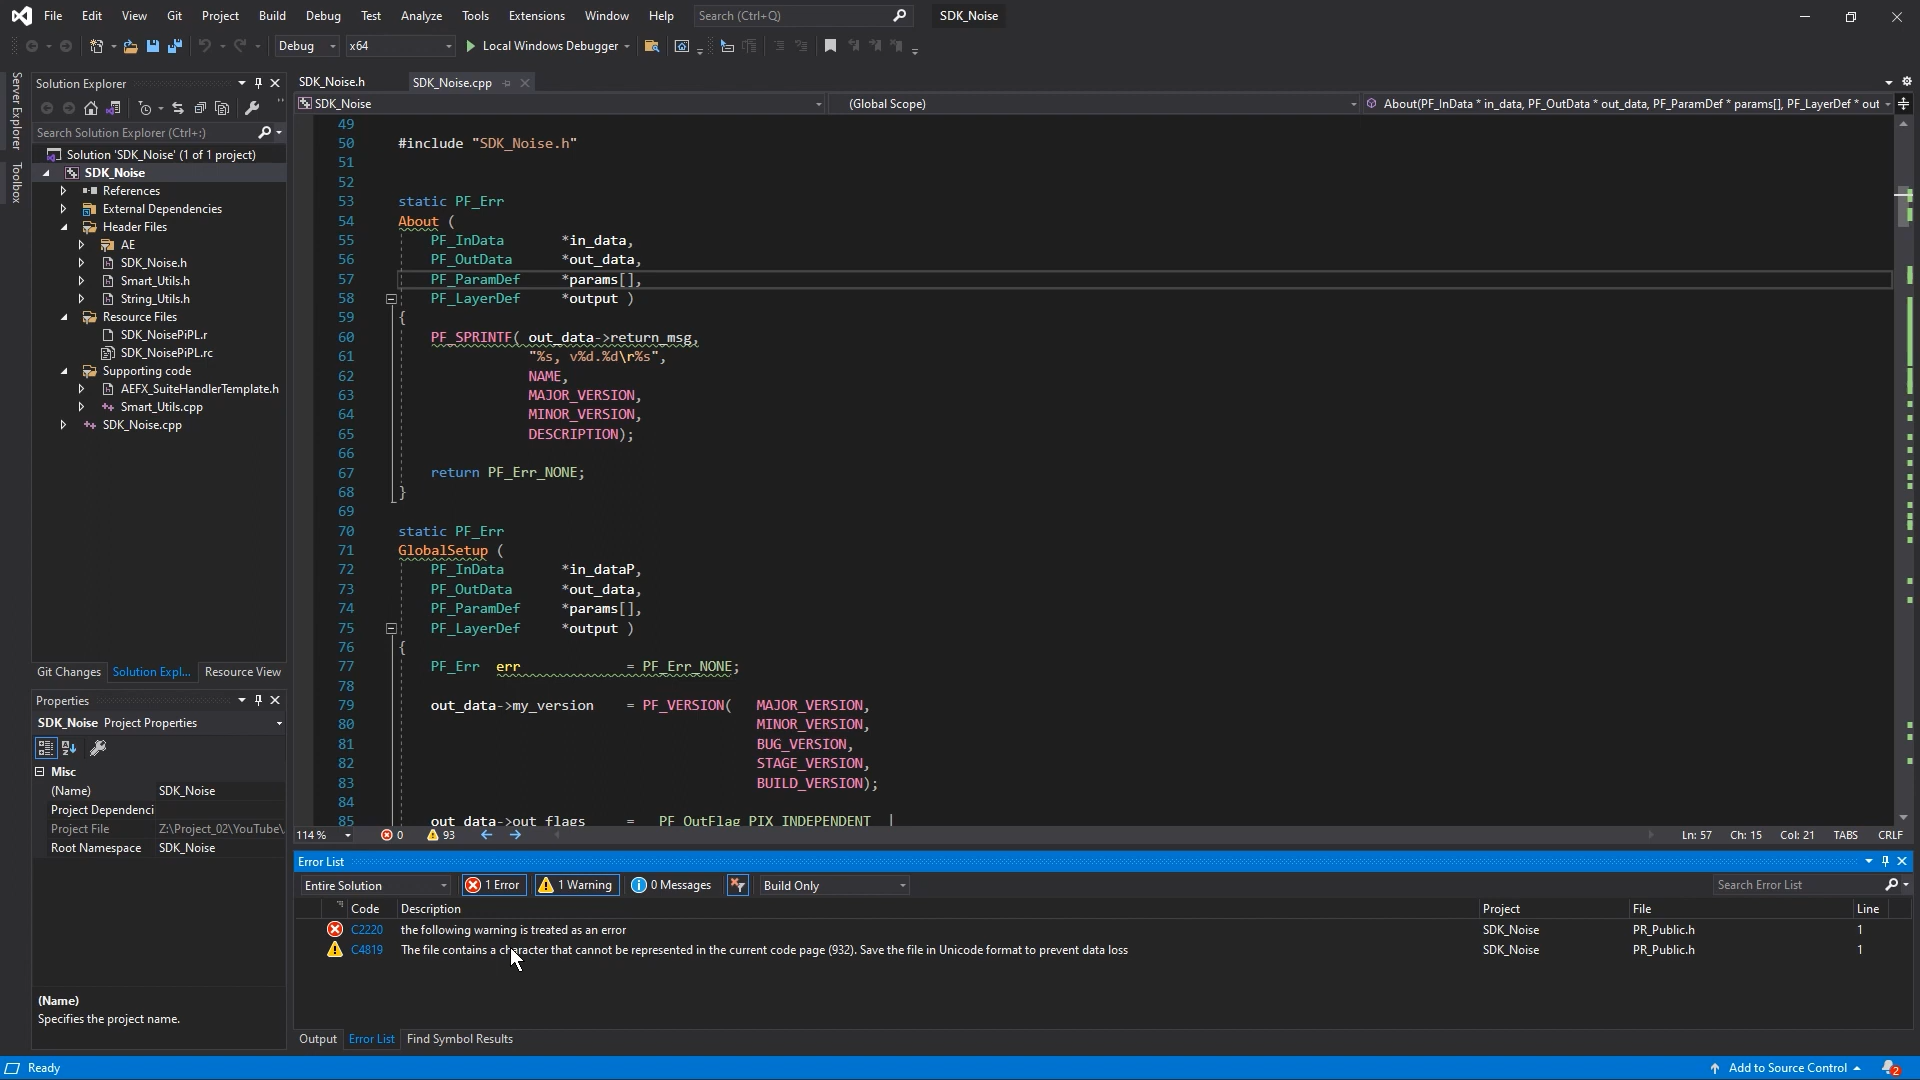 File Edit View Git Project Build Debug Test Analyze Tools Extensions Window Help Search (Ctrl+Q) SDK_Noise
Debug x64 Local Windows Debugger
Server Explorer
Toolbox
Solution Explorer
Search Solution Explorer (Ctrl+;)
Solution 'SDK_Noise' (1 of 1 project)
SDK_Noise
References
External Dependencies
Header Files
AE
SDK_Noise.h
Smart_Utils.h
String_Utils.h
Resource Files
SDK_NoisePiPL.r
SDK_NoisePiPL.rc
Supporting code
AEFX_SuiteHandlerTemplate.h
Smart_Utils.cpp
SDK_Noise.cpp
Git Changes Solution Expl... Resource View
Properties
SDK_Noise Project Properties
Misc
(Name) SDK_Noise
Project Dependenci
Project File Z:\Project_02\YouTube\
Root Namespace SDK_Noise
(Name)
Specifies the project name.
SDK_Noise.h SDK_Noise.cpp
SDK_Noise (Global Scope) About(PF_InData * in_data, PF_OutData * out_data, PF_ParamDef * params[], PF_LayerDef * out
49
50 #include "SDK_Noise.h"
51
52
53 static PF_Err
54 About (
55 PF_InData *in_data,
56 PF_OutData *out_data,
57 PF_ParamDef *params[],
58 PF_LayerDef *output )
59 {
60 PF_SPRINTF( out_data->return_msg,
61 "%s, v%d.%d\r%s",
62 NAME,
63 MAJOR_VERSION,
64 MINOR_VERSION,
65 DESCRIPTION);
66
67 return PF_Err_NONE;
68 }
69
70 static PF_Err
71 GlobalSetup (
72 PF_InData *in_dataP,
73 PF_OutData *out_data,
74 PF_ParamDef *params[],
75 PF_LayerDef *output )
76 {
77 PF_Err err = PF_Err_NONE;
78
79 out_data->my_version = PF_VERSION( MAJOR_VERSION,
80 MINOR_VERSION,
81 BUG_VERSION,
82 STAGE_VERSION,
83 BUILD_VERSION);
84
85 out_data->out_flags = PF_OutFlag_PIX_INDEPENDENT |
114 % 0 93 Ln: 57 Ch: 15 Col: 21 TABS CRLF
Error List
Entire Solution 1 Error 1 Warning 0 Messages Build Only Search Error List
Code Description Project File Line
C2220 the following warning is treated as an error SDK_Noise PR_Public.h 1
C4819 The file contains a character that cannot be represented in the current code page (932). Save the file in Unicode format to prevent data loss SDK_Noise PR_Public.h 1
Output Error List Find Symbol Results
Ready Add to Source Control 2